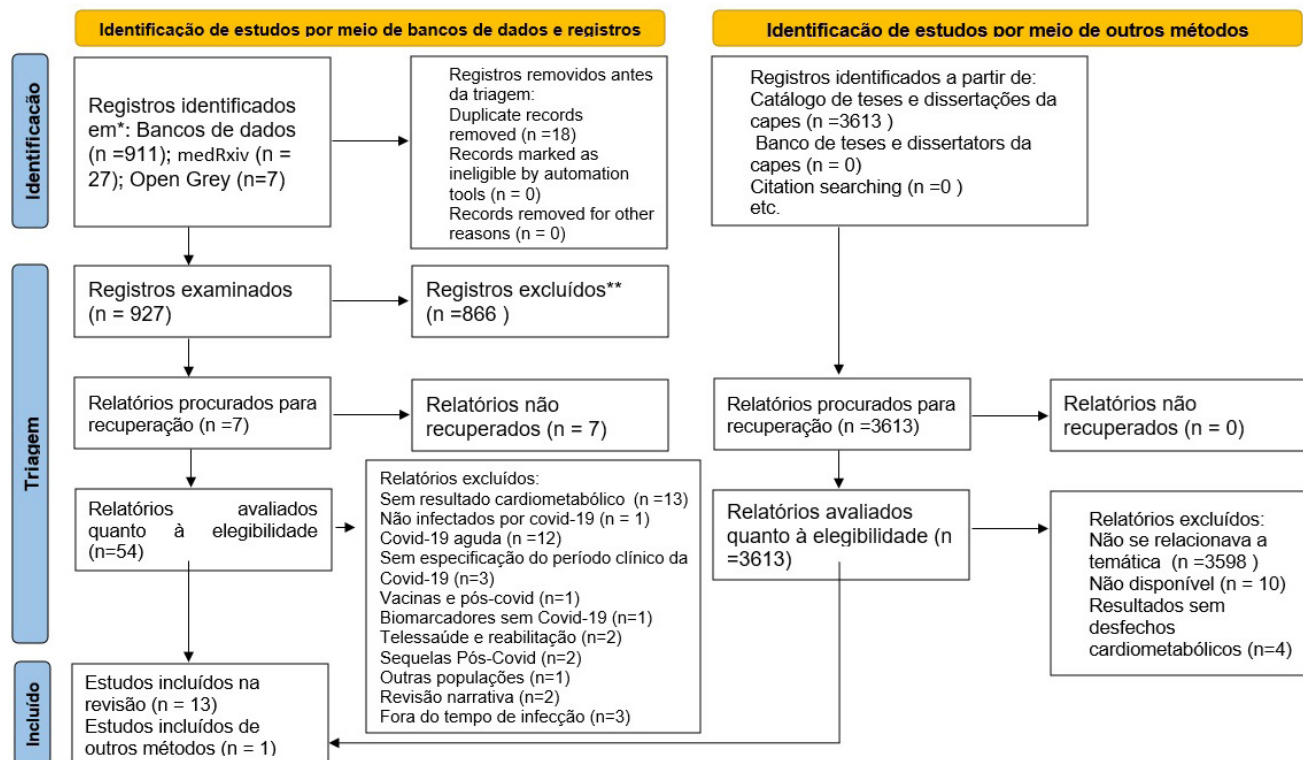 Identificação de estudos por meio de bancos de dados e registros
Identificacão de estudos por meio de outros métodos
Identificacão
Registros identificados
em*: Bancos de dados
(n =911); medRxiv (n =
27); Open Grey (n=7)
Registros removidos antes
da triagem:
Duplicate records
removed (n =18)
Records marked as
ineligible by automation
tools (n = 0)
Records removed for other
reasons (n = 0)
Registros identificados a partir de:
Catálogo de teses e dissertações da
capes (n =3613 )
Banco de teses e dissertators da
capes (n = 0)
Citation searching (n =0 )
etc.
Triagem
Registros examinados
(n = 927)
Registros excluídos**
(n =866 )
Relatórios procurados para
recuperação (n =7)
Relatórios não
recuperados (n = 7)
Relatórios procurados para
recuperação (n =3613)
Relatórios não
recuperados (n = 0)
Relatórios avaliados
quanto à elegibilidade
(n=54)
Relatórios excluídos:
Sem resultado cardiometabólico (n =13)
Não infectados por covid-19 (n = 1)
Covid-19 aguda (n =12)
Sem especificação do período clínico da
Covid-19 (n=3)
Vacinas e pós-covid (n=1)
Biomarcadores sem Covid-19 (n=1)
Telessaúde e reabilitação (n=2)
Sequelas Pós-Covid (n=2)
Outras populações (n=1)
Revisão narrativa (n=2)
Fora do tempo de infecção (n=3)
Relatórios avaliados
quanto à elegibilidade (n
=3613)
Relatórios excluídos:
Não se relacionava a
temática (n =3598 )
Não disponível (n = 10)
Resultados sem
desfechos
cardiometabólicos (n=4)
Incluído
Estudos incluídos na
revisão (n = 13)
Estudos incluídos de
outros métodos (n = 1)